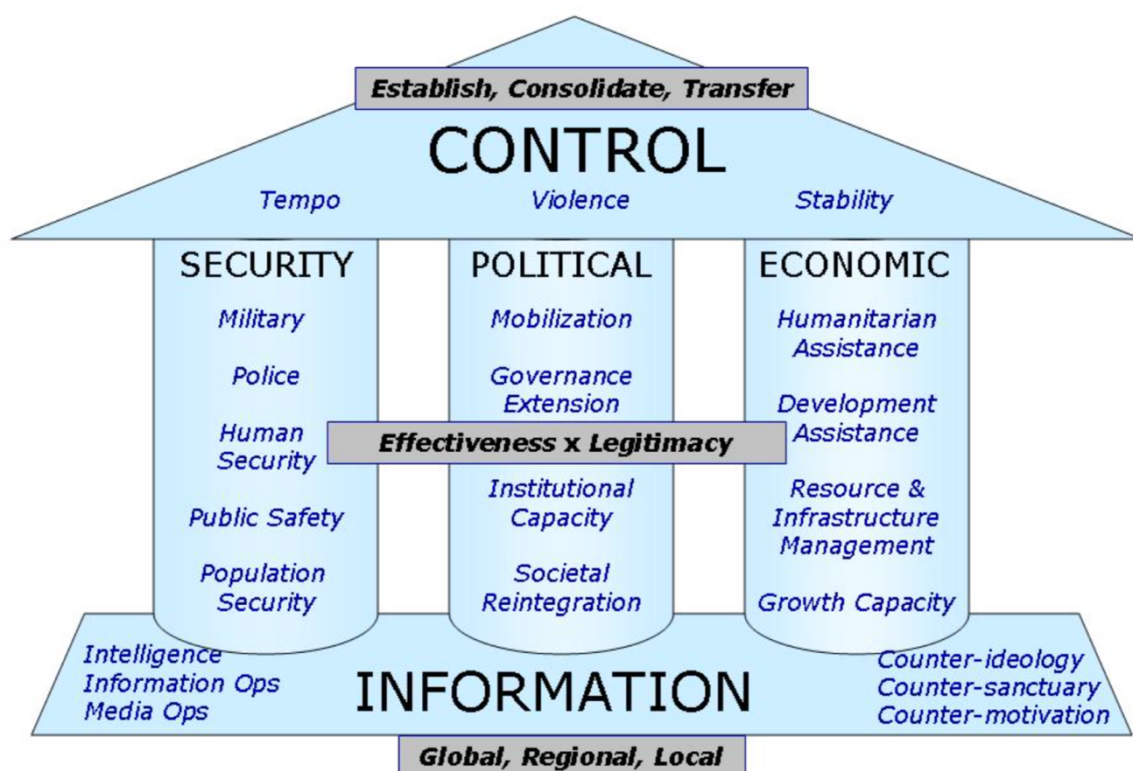 Establish, Consolidate, Transfer
CONTROL
Tempo
Violence
Stability
SECURITY
Military
Police
Human
Security
Public Safety
Population
Security
POLITICAL
Mobilization
Governance
Extension
Institutional
Capacity
Societal
Reintegration
ECONOMIC
Humanitarian
Assistance
Development
Assistance
Resource &
Infrastructure
Management
Growth Capacity
Effectiveness x Legitimacy
Intelligence
Information Ops
Media Ops
INFORMATION
Counter-ideology
Counter-sanctuary
Counter-motivation
Global, Regional, Local